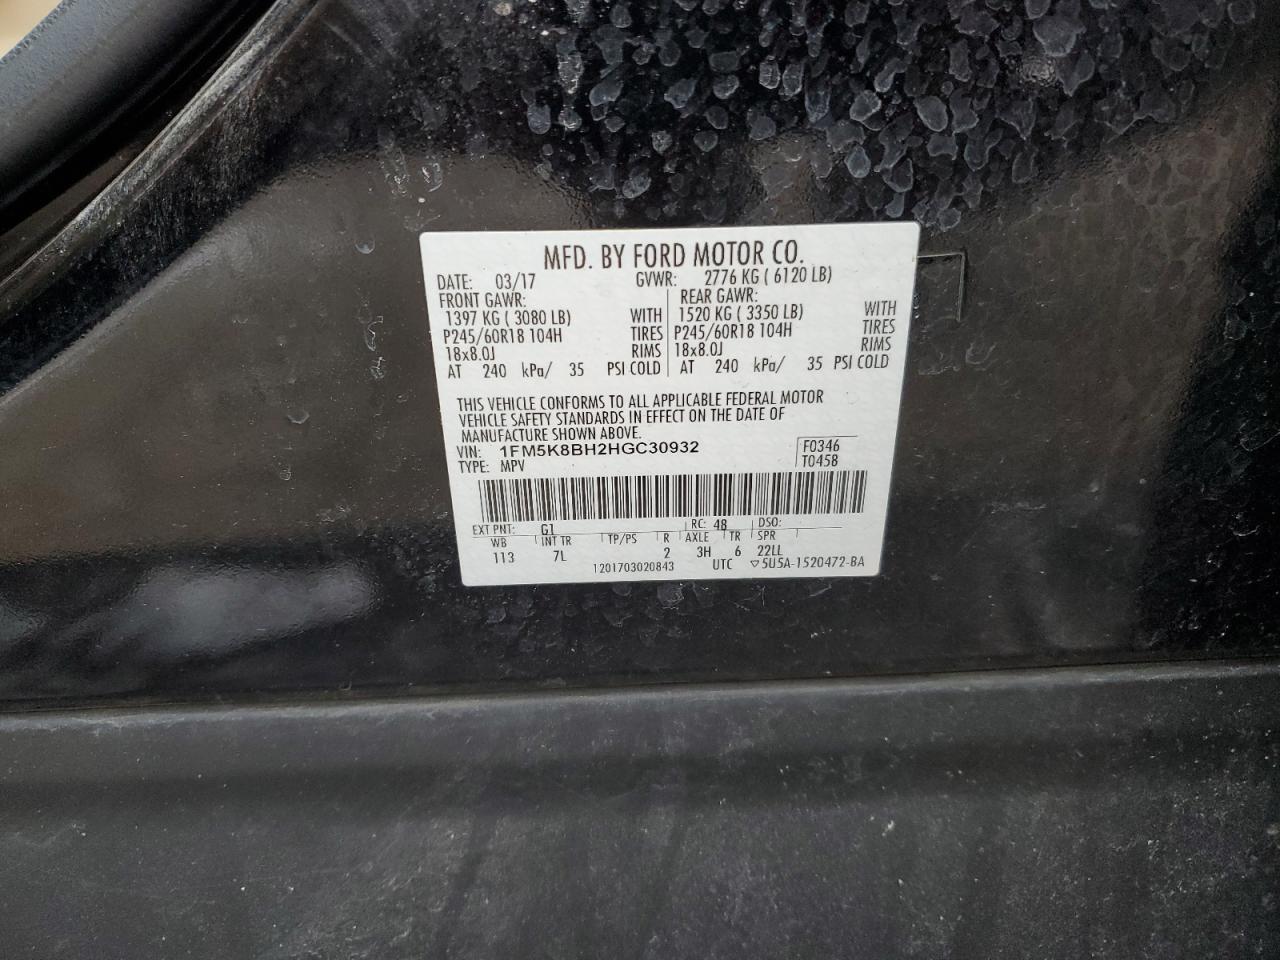 MFD. BY FORD MOTOR CO.
DATE: 03/17 GVWR: 2776 KG ( 6120 LB)
FRONT GAWR: REAR GAWR:
1397 KG ( 3080 LB) WITH 1520 KG ( 3350 LB) WITH
P245/60R18 104H TIRES P245/60R18 104H TIRES
18x8.0J RIMS 18x8.0J RIMS
AT 240 kPa/ 35 PSI COLD AT 240 kPa/ 35 PSI COLD
THIS VEHICLE CONFORMS TO ALL APPLICABLE FEDERAL MOTOR
VEHICLE SAFETY STANDARDS IN EFFECT ON THE DATE OF
MANUFACTURE SHOWN ABOVE.
VIN: 1FM5K8BH2HGC30932 F0346
TYPE: MPV T0458
EXT PNT: G1 RC: 48 DSO:
WB INT TR TP/PS R AXLE TR SPR
113 7L 2 3H 6 22LL
1201703020843 UTC ▽5U5A-1520472-BA